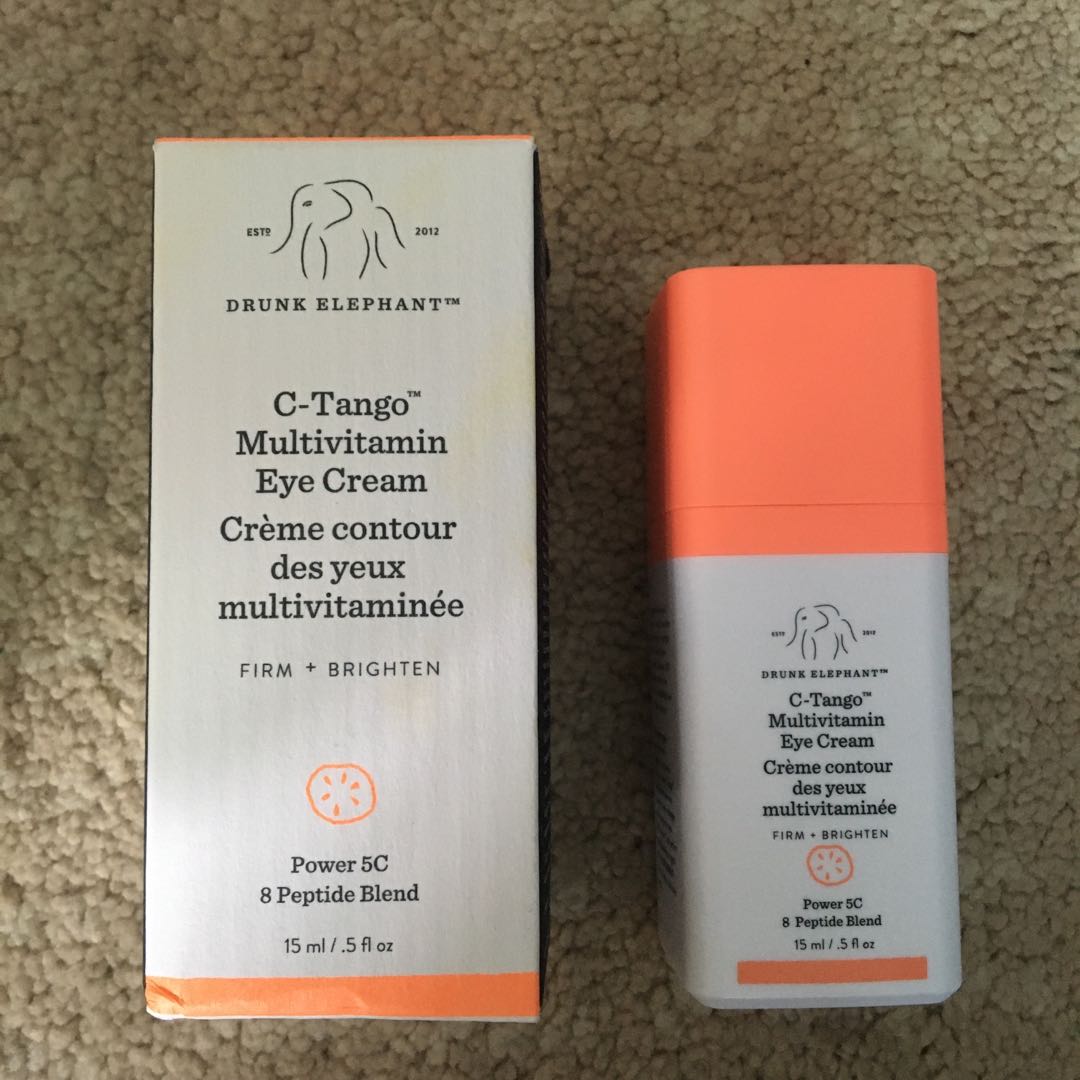 ESTD 2012
DRUNK ELEPHANT™
C-Tango™
Multivitamin
Eye Cream
Crème contour
des yeux
multivitaminée
FIRM + BRIGHTEN
Power 5C
8 Peptide Blend
15 ml / .5 fl oz
ESTD 2012
DRUNK ELEPHANT™
C-Tango™
Multivitamin
Eye Cream
Crème contour
des yeux
multivitaminée
FIRM + BRIGHTEN
Power 5C
8 Peptide Blend
15 ml / .5 fl oz